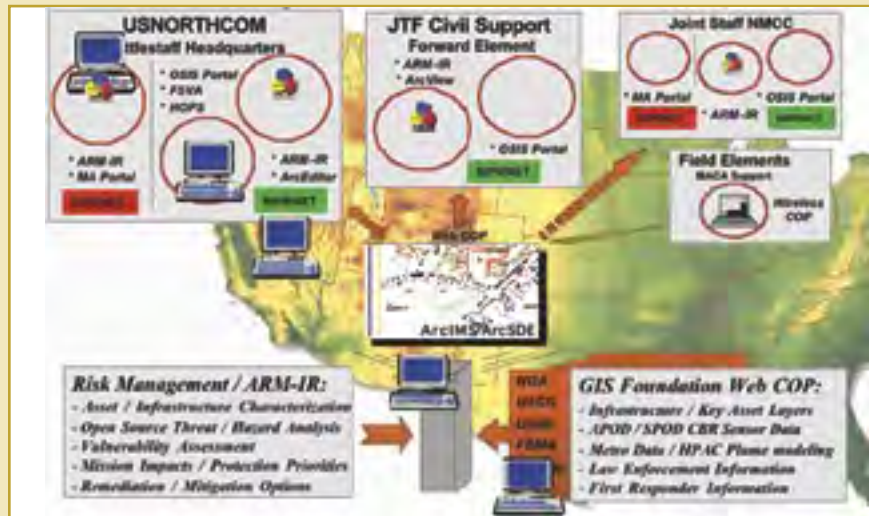 USNORTHCOM
ttlestaff Headquarters
* OSIS Portal
* FSVA
* HOPS
* ARM-IR
* MA Portal
* ARM-IR
* ArcEditor
JTF Civil Support
Forward Element
* ARM-IR
* ArcView
* OSIS Portal
Joint Staff NMCC
* MA Portal
* ARM-IR
* OSIS Portal
Field Elements
MACA Support
Wireless
COP
Web COP
ArcIMS/ArcSDE
Risk Management / ARM-IR:
- Asset / Infrastructure Characterization
- Open Source Threat / Hazard Analysis
- Vulnerability Assessment
- Mission Impacts / Protection Priorities
- Remediation / Mitigation Options
GIS Foundation Web COP:
- Infrastructure / Key Asset Layers
- APOD / SPOD CBR Sensor Data
- Metro Data / HPAC Plume modeling
- Law Enforcement Information
- First Responder Information